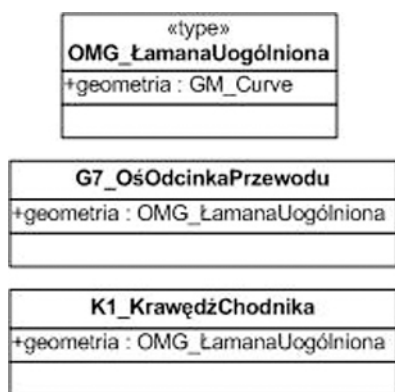 «type»
OMG_ŁamanaUogólniona
+geometria : GM_Curve
G7_OśOdcinkaPrzewodu
+geometria : OMG_ŁamanaUogólniona
K1_KrawędźChodnika
+geometria : OMG_ŁamanaUogólniona